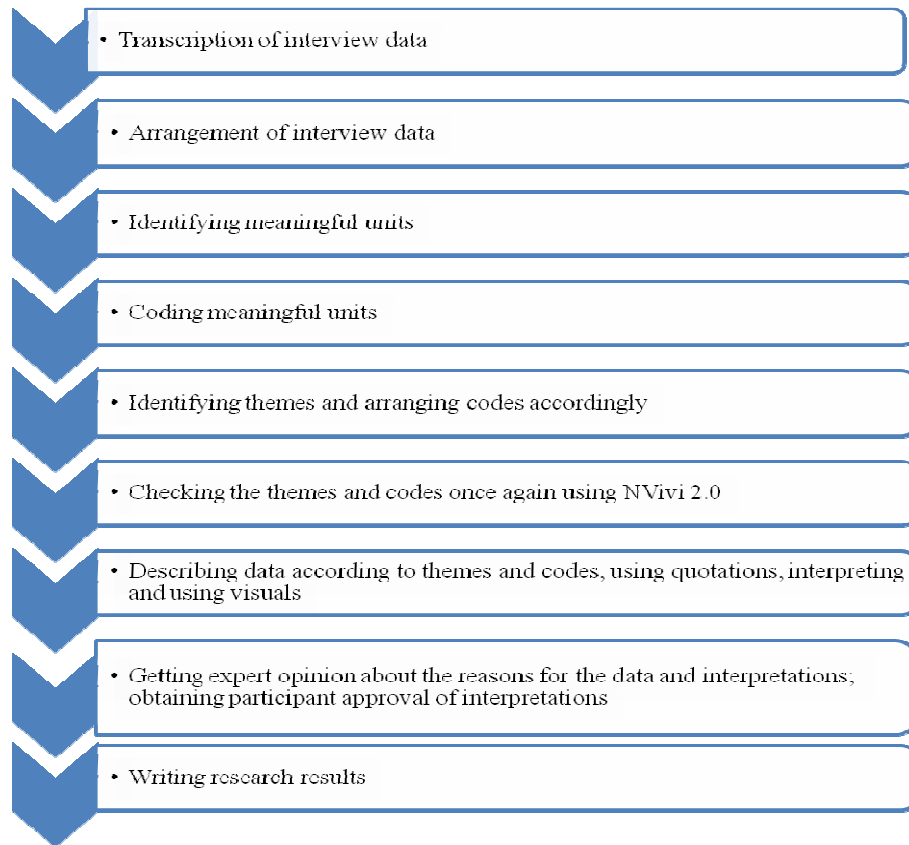 • Transcription of interview data
• Arrangement of interview data
• Identifying meaningful units
• Coding meaningful units
• Identifying themes and arranging codes accordingly
• Checking the themes and codes once again using NVivi 2.0
• Describing data according to themes and codes, using quotations, interpreting
and using visuals
• Getting expert opinion about the reasons for the data and interpretations;
obtaining participant approval of interpretations
• Writing research results